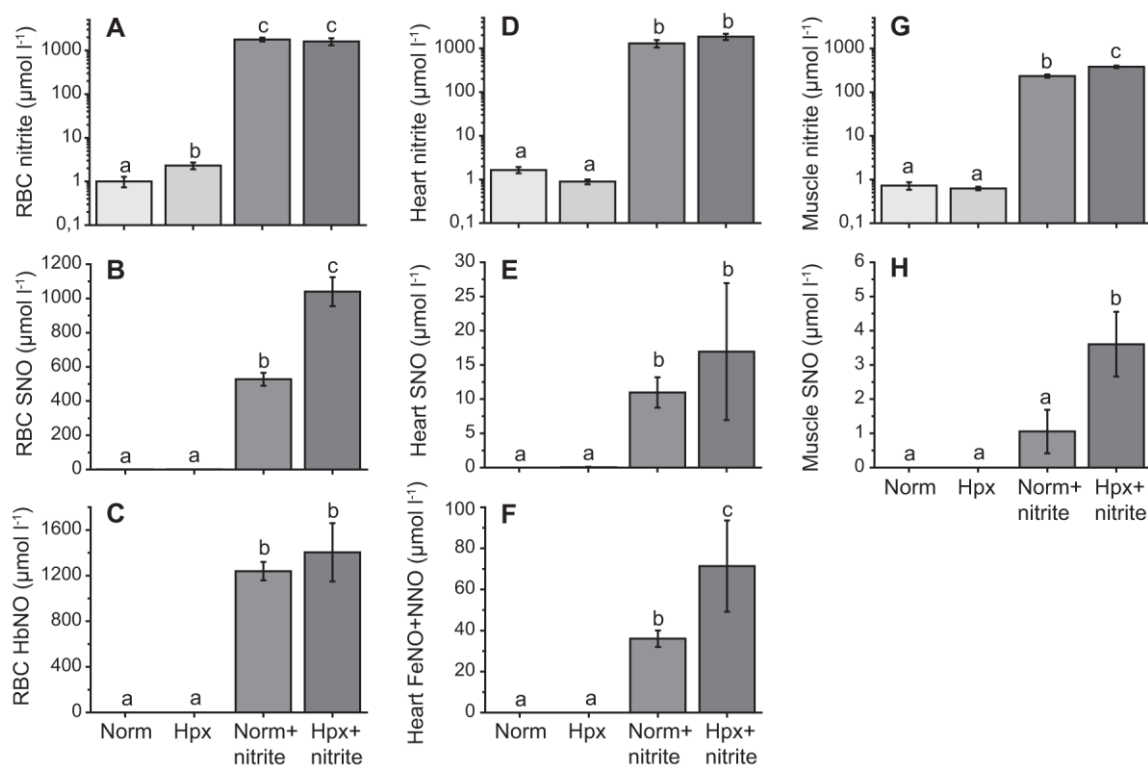 A
RBC nitrite (µmol l⁻¹)
1000
100
10
1
0,1
a
b
c
c
B
RBC SNO (µmol l⁻¹)
1200
1000
800
600
400
200
0
a
a
b
c
C
RBC HbNO (µmol l⁻¹)
1600
1200
800
400
0
a
a
b
b
Norm
Hpx
Norm+
nitrite
Hpx+
nitrite
D
Heart nitrite (µmol l⁻¹)
1000
100
10
1
0,1
a
a
b
b
E
Heart SNO (µmol l⁻¹)
30
25
20
15
10
5
0
a
a
b
b
F
Heart FeNO+NNO (µmol l⁻¹)
100
80
60
40
20
0
a
a
b
c
Norm
Hpx
Norm+
nitrite
Hpx+
nitrite
G
Muscle nitrite (µmol l⁻¹)
1000
100
10
1
0,1
a
a
b
c
H
Muscle SNO (µmol l⁻¹)
6
5
4
3
2
1
0
a
a
a
b
Norm
Hpx
Norm+
nitrite
Hpx+
nitrite